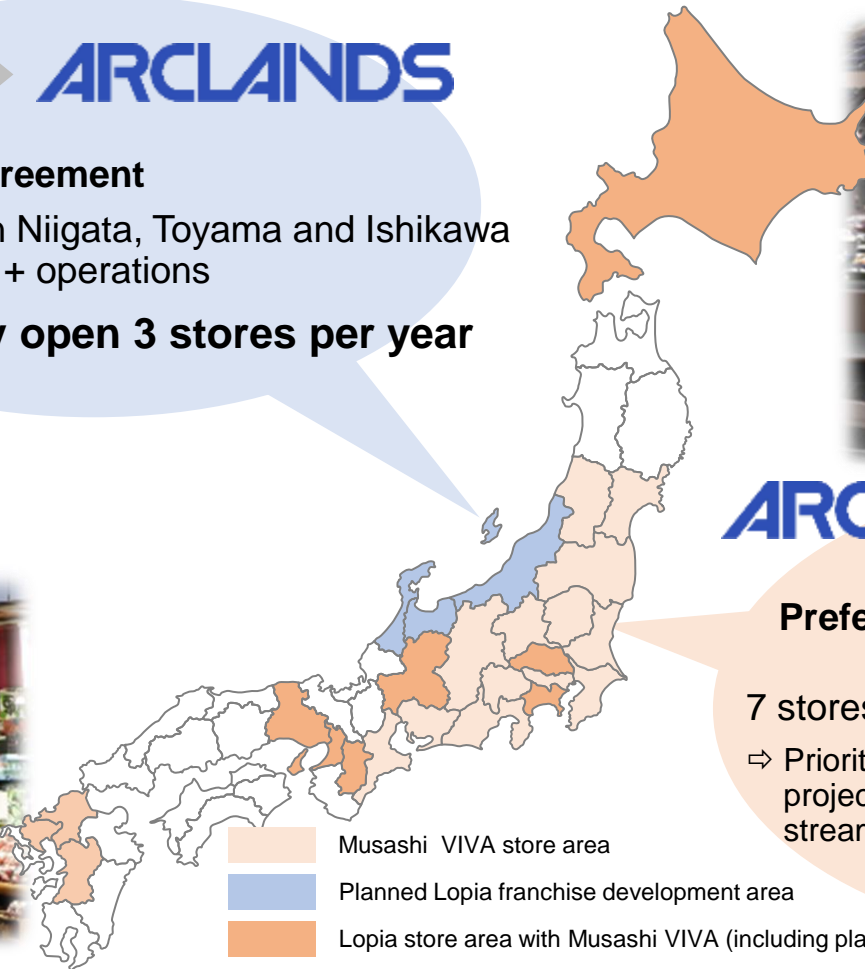 ARCLANDS
reement
n Niigata, Toyama and Ishikawa
+ operations
y open 3 stores per year
ARC
Prefe
7 stores
⇨ Priorit
projec
strear
Musashi VIVA store area
Planned Lopia franchise development area
Lopia store area with Musashi VIVA (including pla